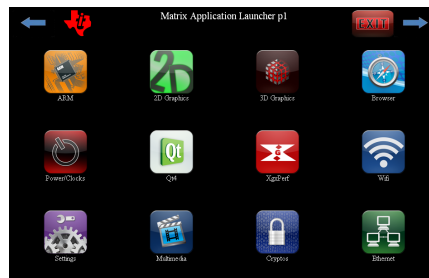 Matrix Application Launcher p1
EXIT
ARM
2D Graphics
3D Graphics
Browser
Power/Clocks
Qt
Qt4
XgxPerf
Wifi
Settings
Multimedia
Cryptos
Ethernet